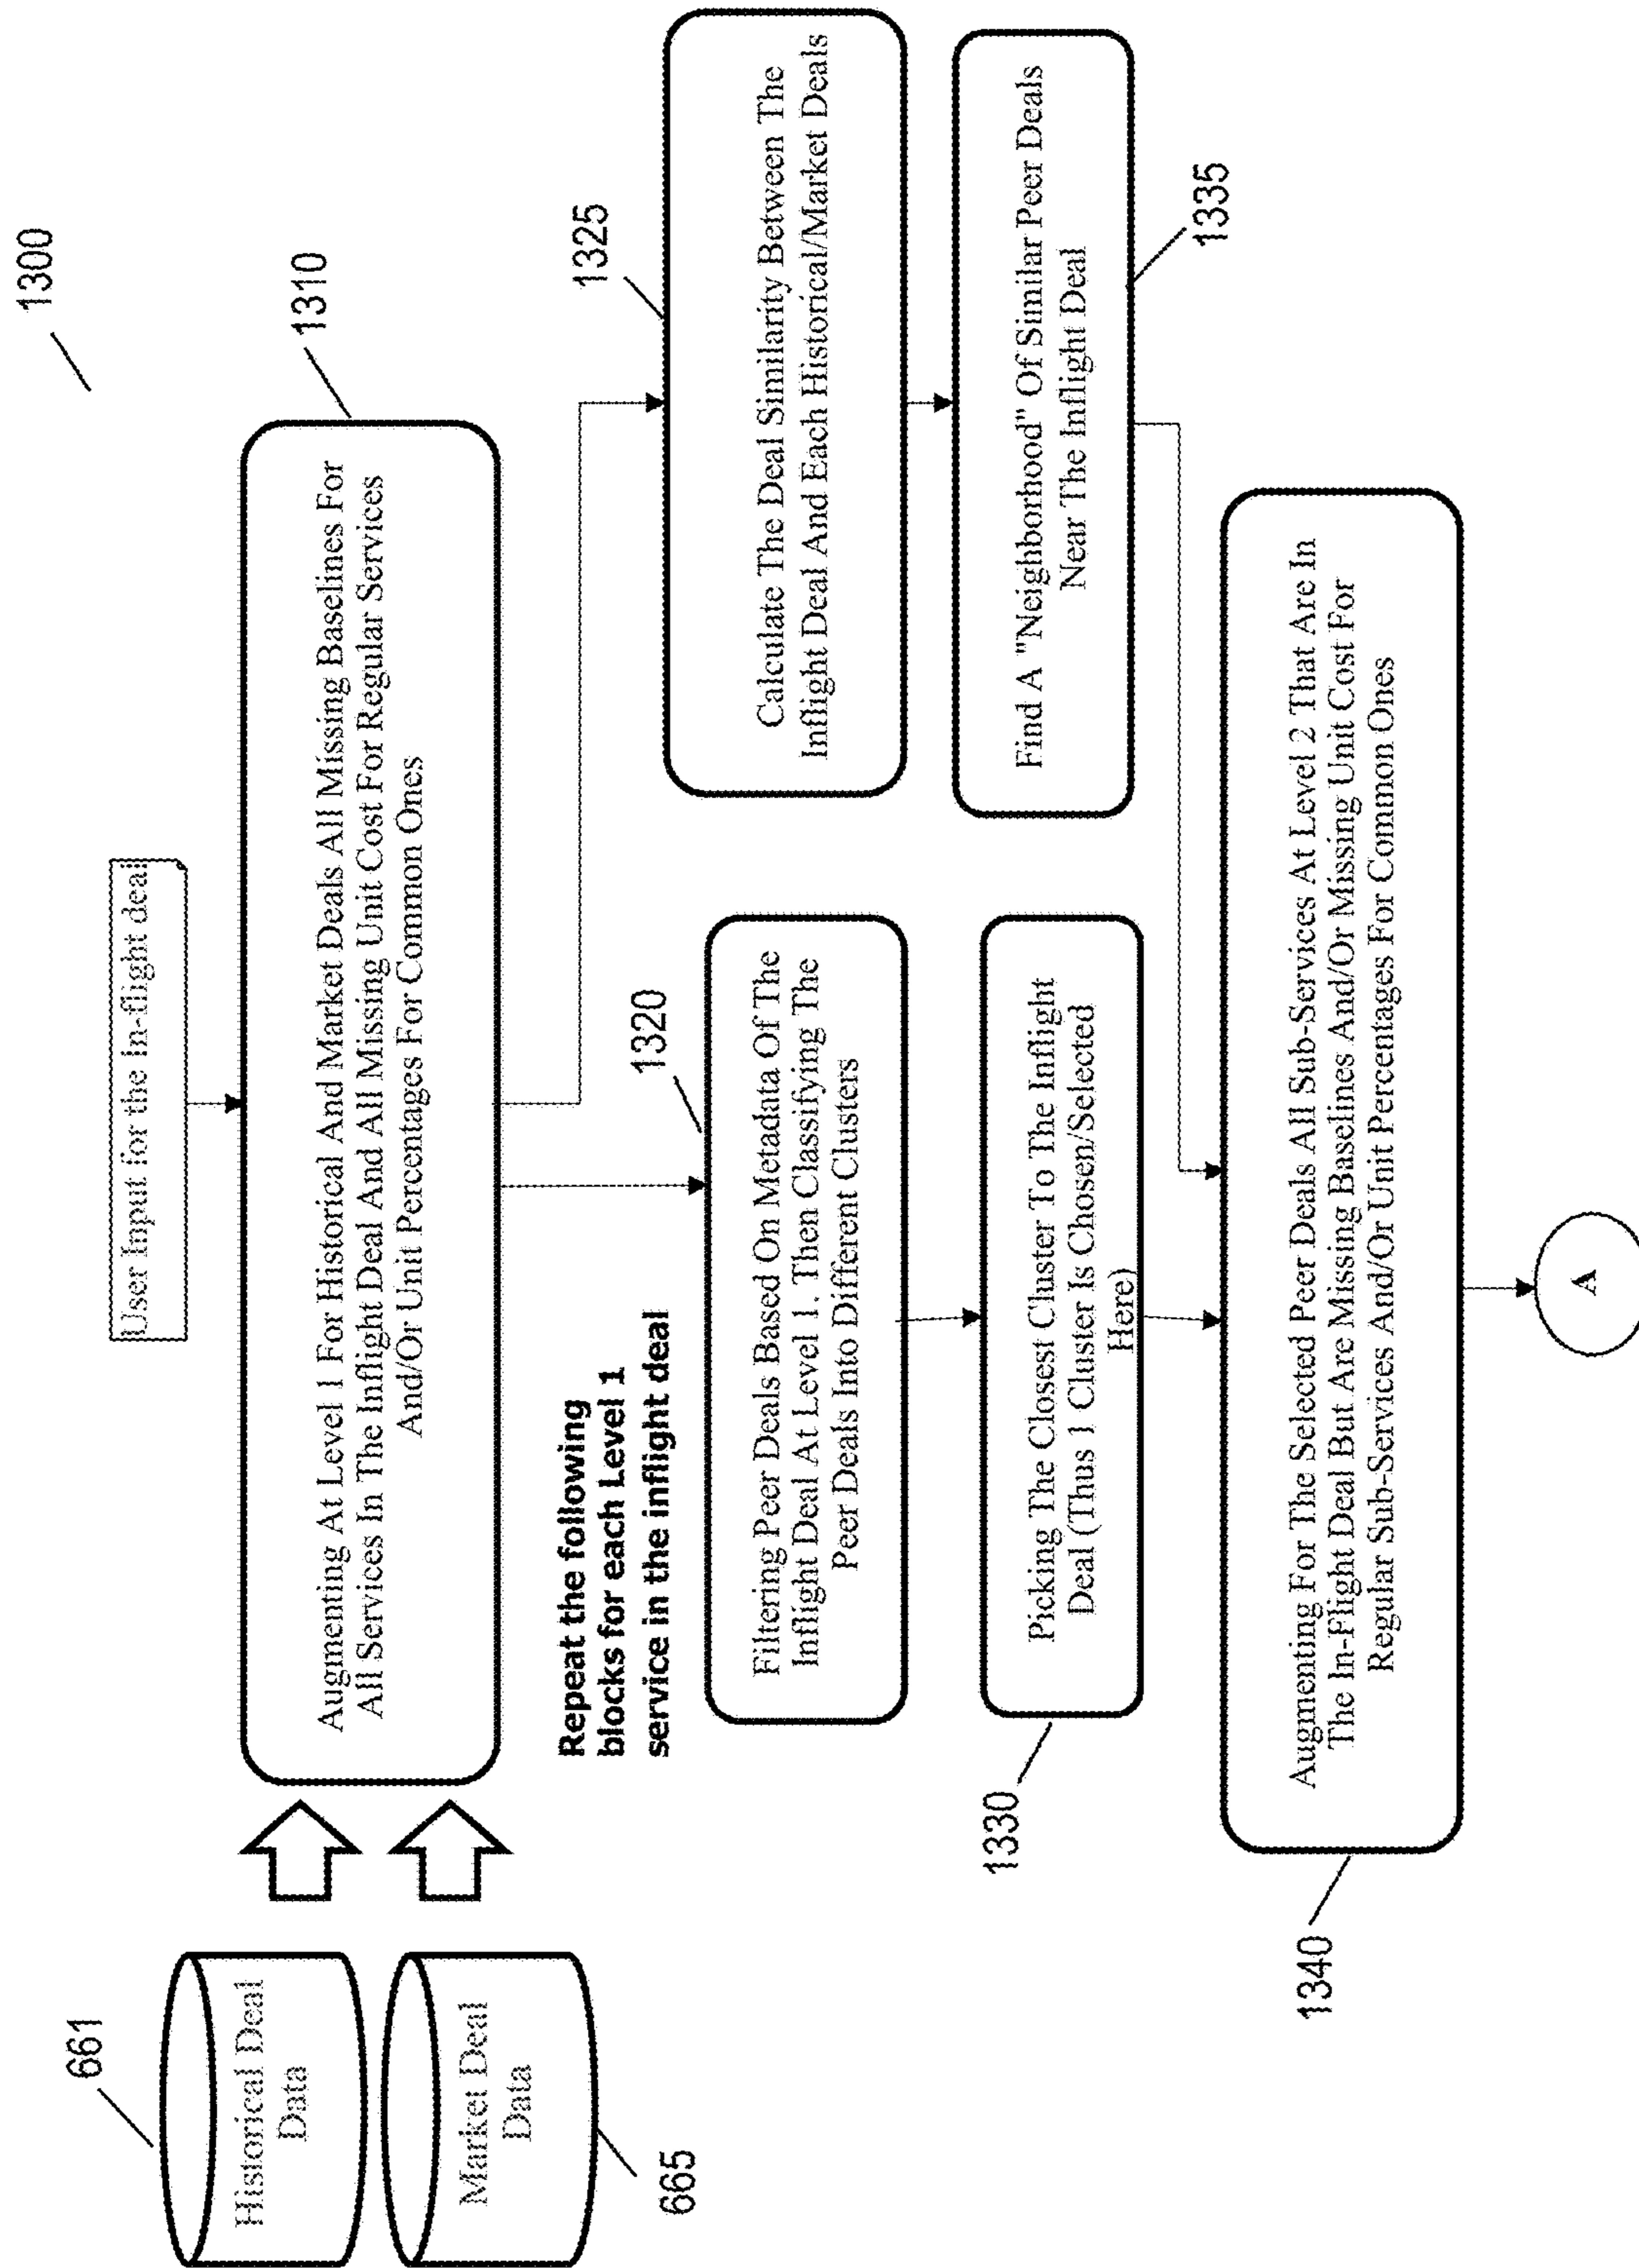 1300
User Input for the In-flight deal
661
Historical Deal
Data
Market Deal
Data
665
1310
Augmenting At Level 1 For Historical And Market Deals All Missing Baselines For
All Services In The Inflight Deal And All Missing Unit Cost For Regular Services
And/Or Unit Percentages For Common Ones
Repeat the following
blocks for each Level 1
service in the inflight deal
1320
Filtering Peer Deals Based On Metadata Of The
Inflight Deal At Level 1, Then Classifying The
Peer Deals Into Different Clusters
1325
Calculate The Deal Similarity Between The
Inflight Deal And Each Historical/Market Deals
1330
Picking The Closest Cluster To The Inflight
Deal (Thus 1 Cluster Is Chosen/Selected
Here)
Find A "Neighborhood" Of Similar Peer Deals
Near The Inflight Deal
1335
1340
Augmenting For The Selected Peer Deals All Sub-Services At Level 2 That Are In
The In-Flight Deal But Are Missing Baselines And/Or Missing Unit Cost For
Regular Sub-Services And/Or Unit Percentages For Common Ones
A